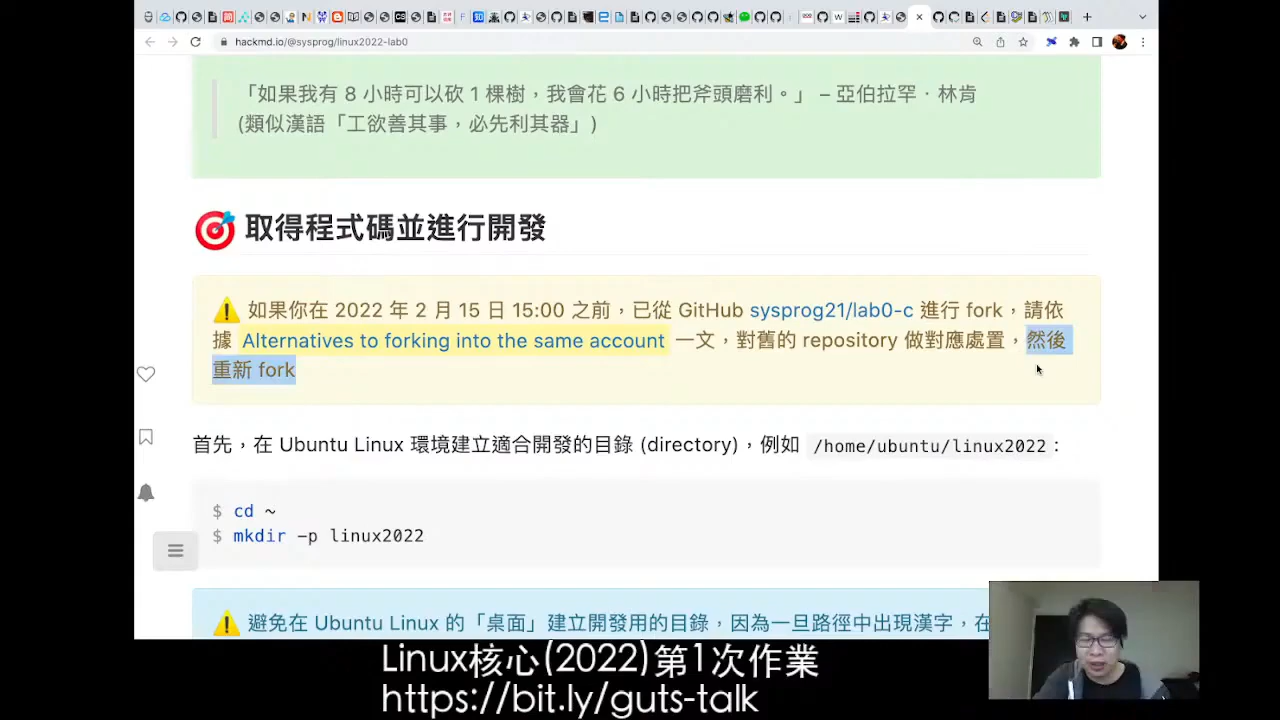 hackmd.io/@sysprog/linux2022-lab0
「如果我有 8 小時可以砍 1 棵樹，我會花 6 小時把斧頭磨利。」 – 亞伯拉罕．林肯
(類似漢語「工欲善其事，必先利其器」)
取得程式碼並進行開發
如果你在 2022 年 2 月 15 日 15:00 之前，已從 GitHub sysprog21/lab0-c 進行 fork，請依
據 Alternatives to forking into the same account 一文，對舊的 repository 做對應處置，然後
重新 fork
首先，在 Ubuntu Linux 環境建立適合開發的目錄 (directory)，例如 /home/ubuntu/linux2022：
$ cd ~
$ mkdir -p linux2022
避免在 Ubuntu Linux 的「桌面」建立開發用的目錄，因為一旦路徑中出現漢字，在
Linux核心(2022)第1次作業
https://bit.ly/guts-talk